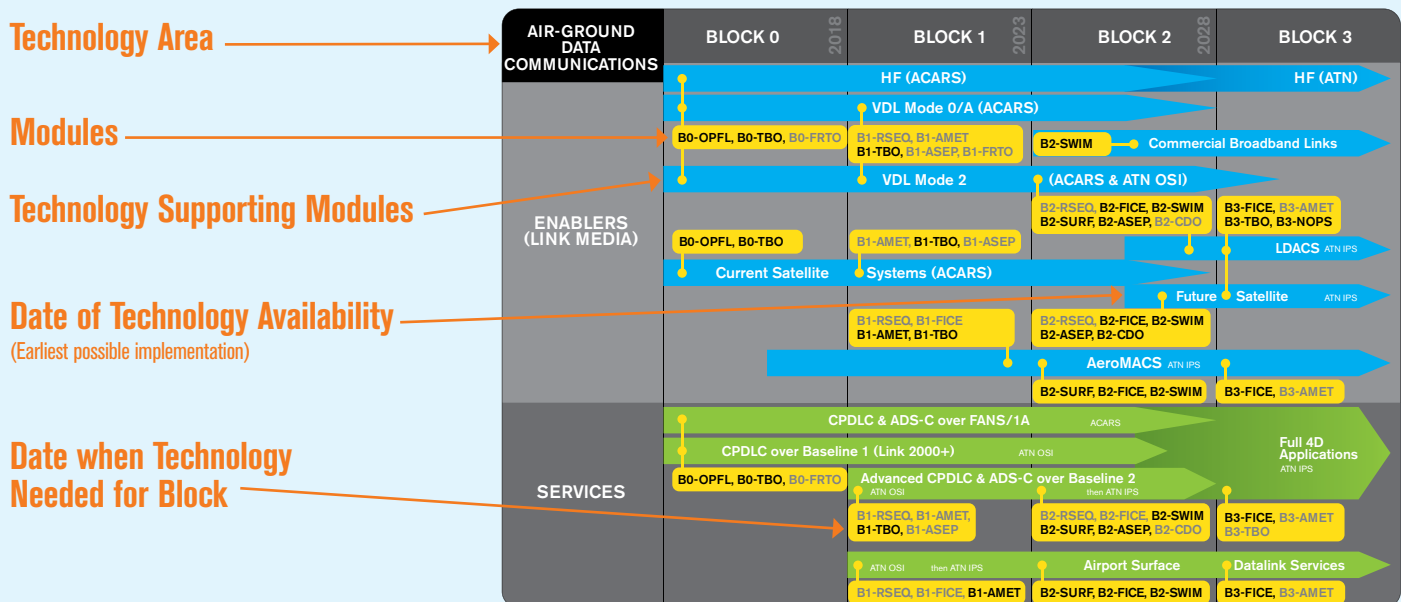 Technology Area
Modules
Technology Supporting Modules
Date of Technology Availability
(Earliest possible implementation)
Date when Technology
Needed for Block
AIR-GROUND
DATA
COMMUNICATIONS
BLOCK 0
2018
BLOCK 1
2023
BLOCK 2
2028
BLOCK 3
ENABLERS
(LINK MEDIA)
HF (ACARS)
HF (ATN)
VDL Mode 0/A (ACARS)
B0-OPFL, B0-TBO, B0-FRTO
B1-RSEQ, B1-AMET
B1-TBO, B1-ASEP, B1-FRTO
B2-SWIM
Commercial Broadband Links
VDL Mode 2
(ACARS & ATN OSI)
B2-RSEQ, B2-FICE, B2-SWIM
B2-SURF, B2-ASEP, B2-CDO
B3-FICE, B3-AMET
B3-TBO, B3-NOPS
B0-OPFL, B0-TBO
B1-AMET, B1-TBO, B1-ASEP
LDACS ATN IPS
Current Satellite
Systems (ACARS)
Future Satellite ATN IPS
B1-RSEQ, B1-FICE
B1-AMET, B1-TBO
B2-RSEQ, B2-FICE, B2-SWIM
B2-ASEP, B2-CDO
AeroMACS ATN IPS
B2-SURF, B2-FICE, B2-SWIM
B3-FICE, B3-AMET
SERVICES
CPDLC & ADS-C over FANS/1A ACARS
CPDLC over Baseline 1 (Link 2000+) ATN OSI
Full 4D
Applications
ATN IPS
B0-OPFL, B0-TBO, B0-FRTO
Advanced CPDLC & ADS-C over Baseline 2
ATN OSI then ATN IPS
B1-RSEQ, B1-AMET,
B1-TBO, B1-ASEP
B2-RSEQ, B2-FICE, B2-SWIM
B2-SURF, B2-ASEP, B2-CDO
B3-FICE, B3-AMET
B3-TBO
ATN OSI then ATN IPS
Airport Surface
Datalink Services
B1-RSEQ, B1-FICE, B1-AMET
B2-SURF, B2-FICE, B2-SWIM
B3-FICE, B3-AMET